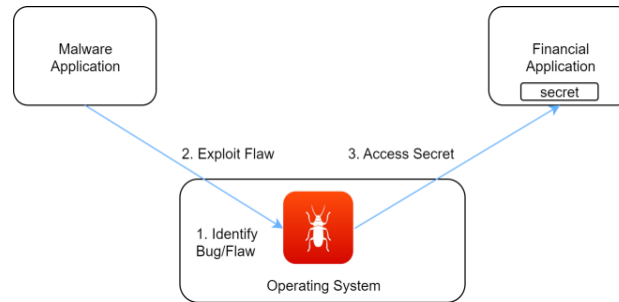 Malware
Application
Financial
Application
secret
2. Exploit Flaw
3. Access Secret
1. Identify
Bug/Flaw
Operating System